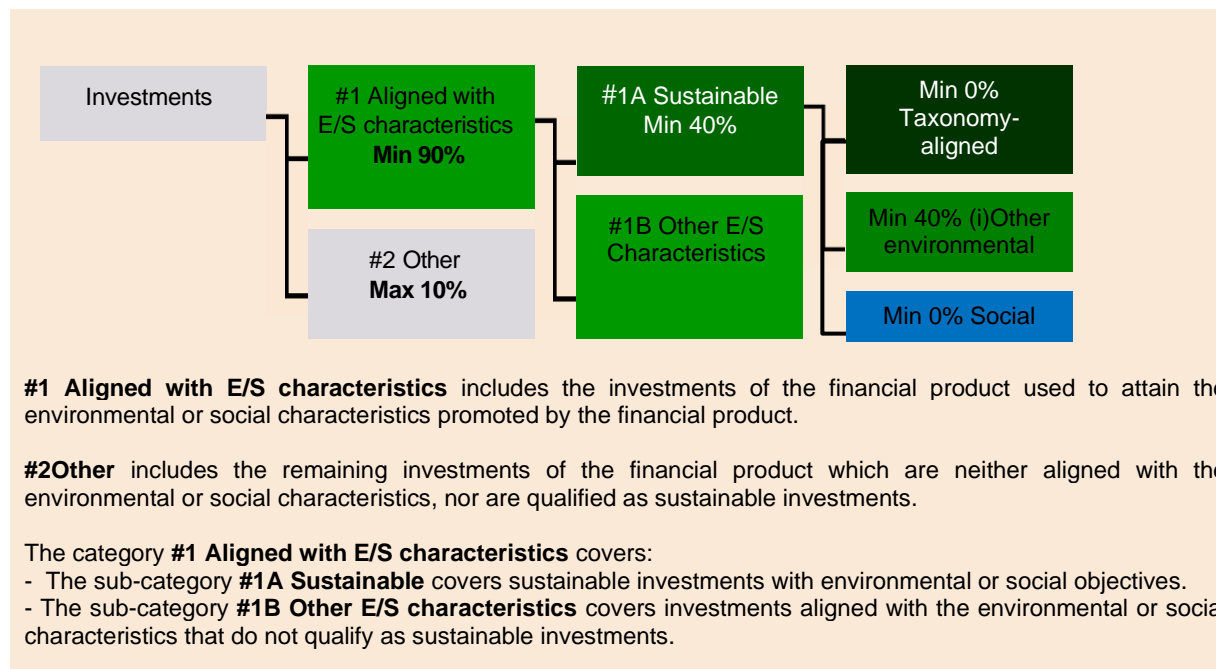 Investments
#1 Aligned with
E/S characteristics
Min 90%
#2 Other
Max 10%
#1A Sustainable
Min 40%
#1B Other E/S
Characteristics
Min 0%
Taxonomy-
aligned
Min 40% (i)Other
environmental
Min 0% Social
#1 Aligned with E/S characteristics includes the investments of the financial product used to attain the
environmental or social characteristics promoted by the financial product.
#2Other includes the remaining investments of the financial product which are neither aligned with the
environmental or social characteristics, nor are qualified as sustainable investments.
The category #1 Aligned with E/S characteristics covers:
- The sub-category #1A Sustainable covers sustainable investments with environmental or social objectives.
- The sub-category #1B Other E/S characteristics covers investments aligned with the environmental or social
characteristics that do not qualify as sustainable investments.